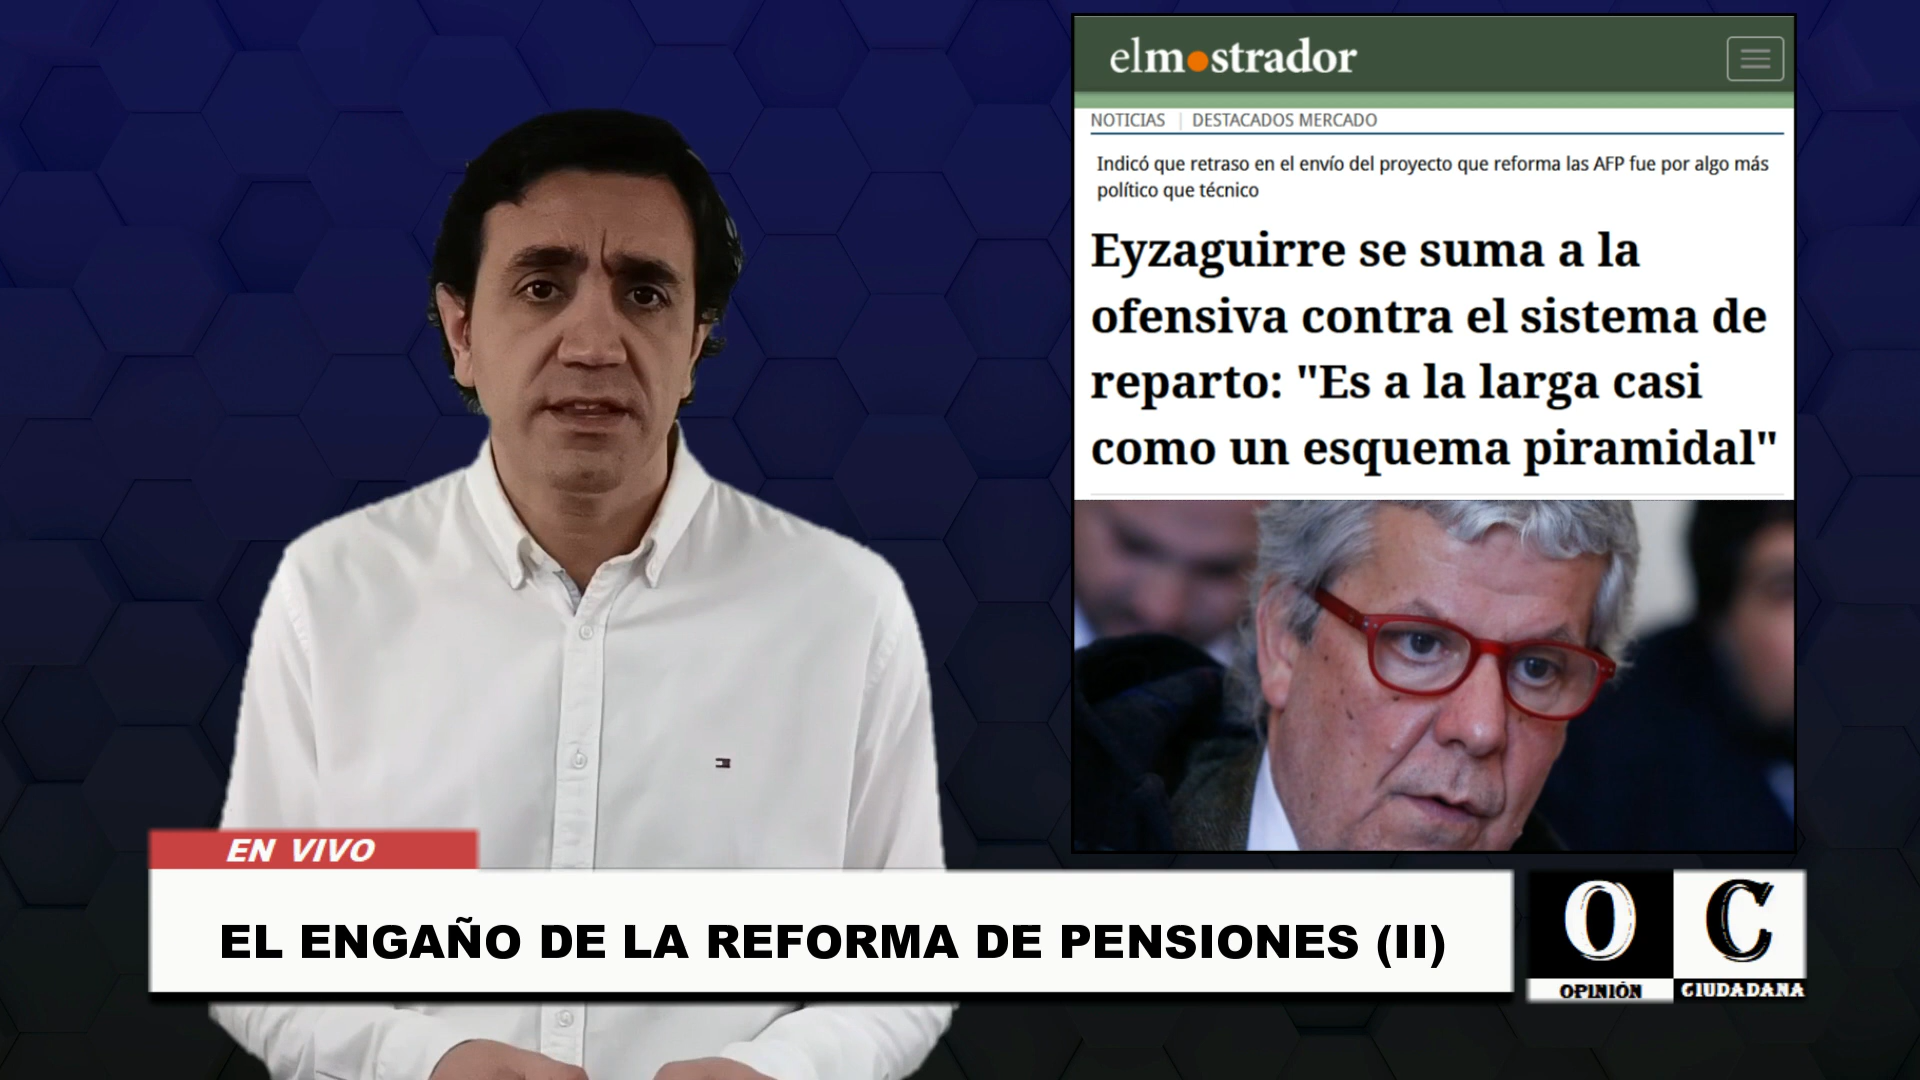 elmostrador
NOTICIAS | DESTACADOS MERCADO
Indicó que retraso en el envío del proyecto que reforma las AFP fue por algo más
político que técnico
Eyzaguirre se suma a la
ofensiva contra el sistema de
reparto: "Es a la larga casi
como un esquema piramidal"
EN VIVO
EL ENGAÑO DE LA REFORMA DE PENSIONES (II)
O C
OPINIÓN CIUDADANA